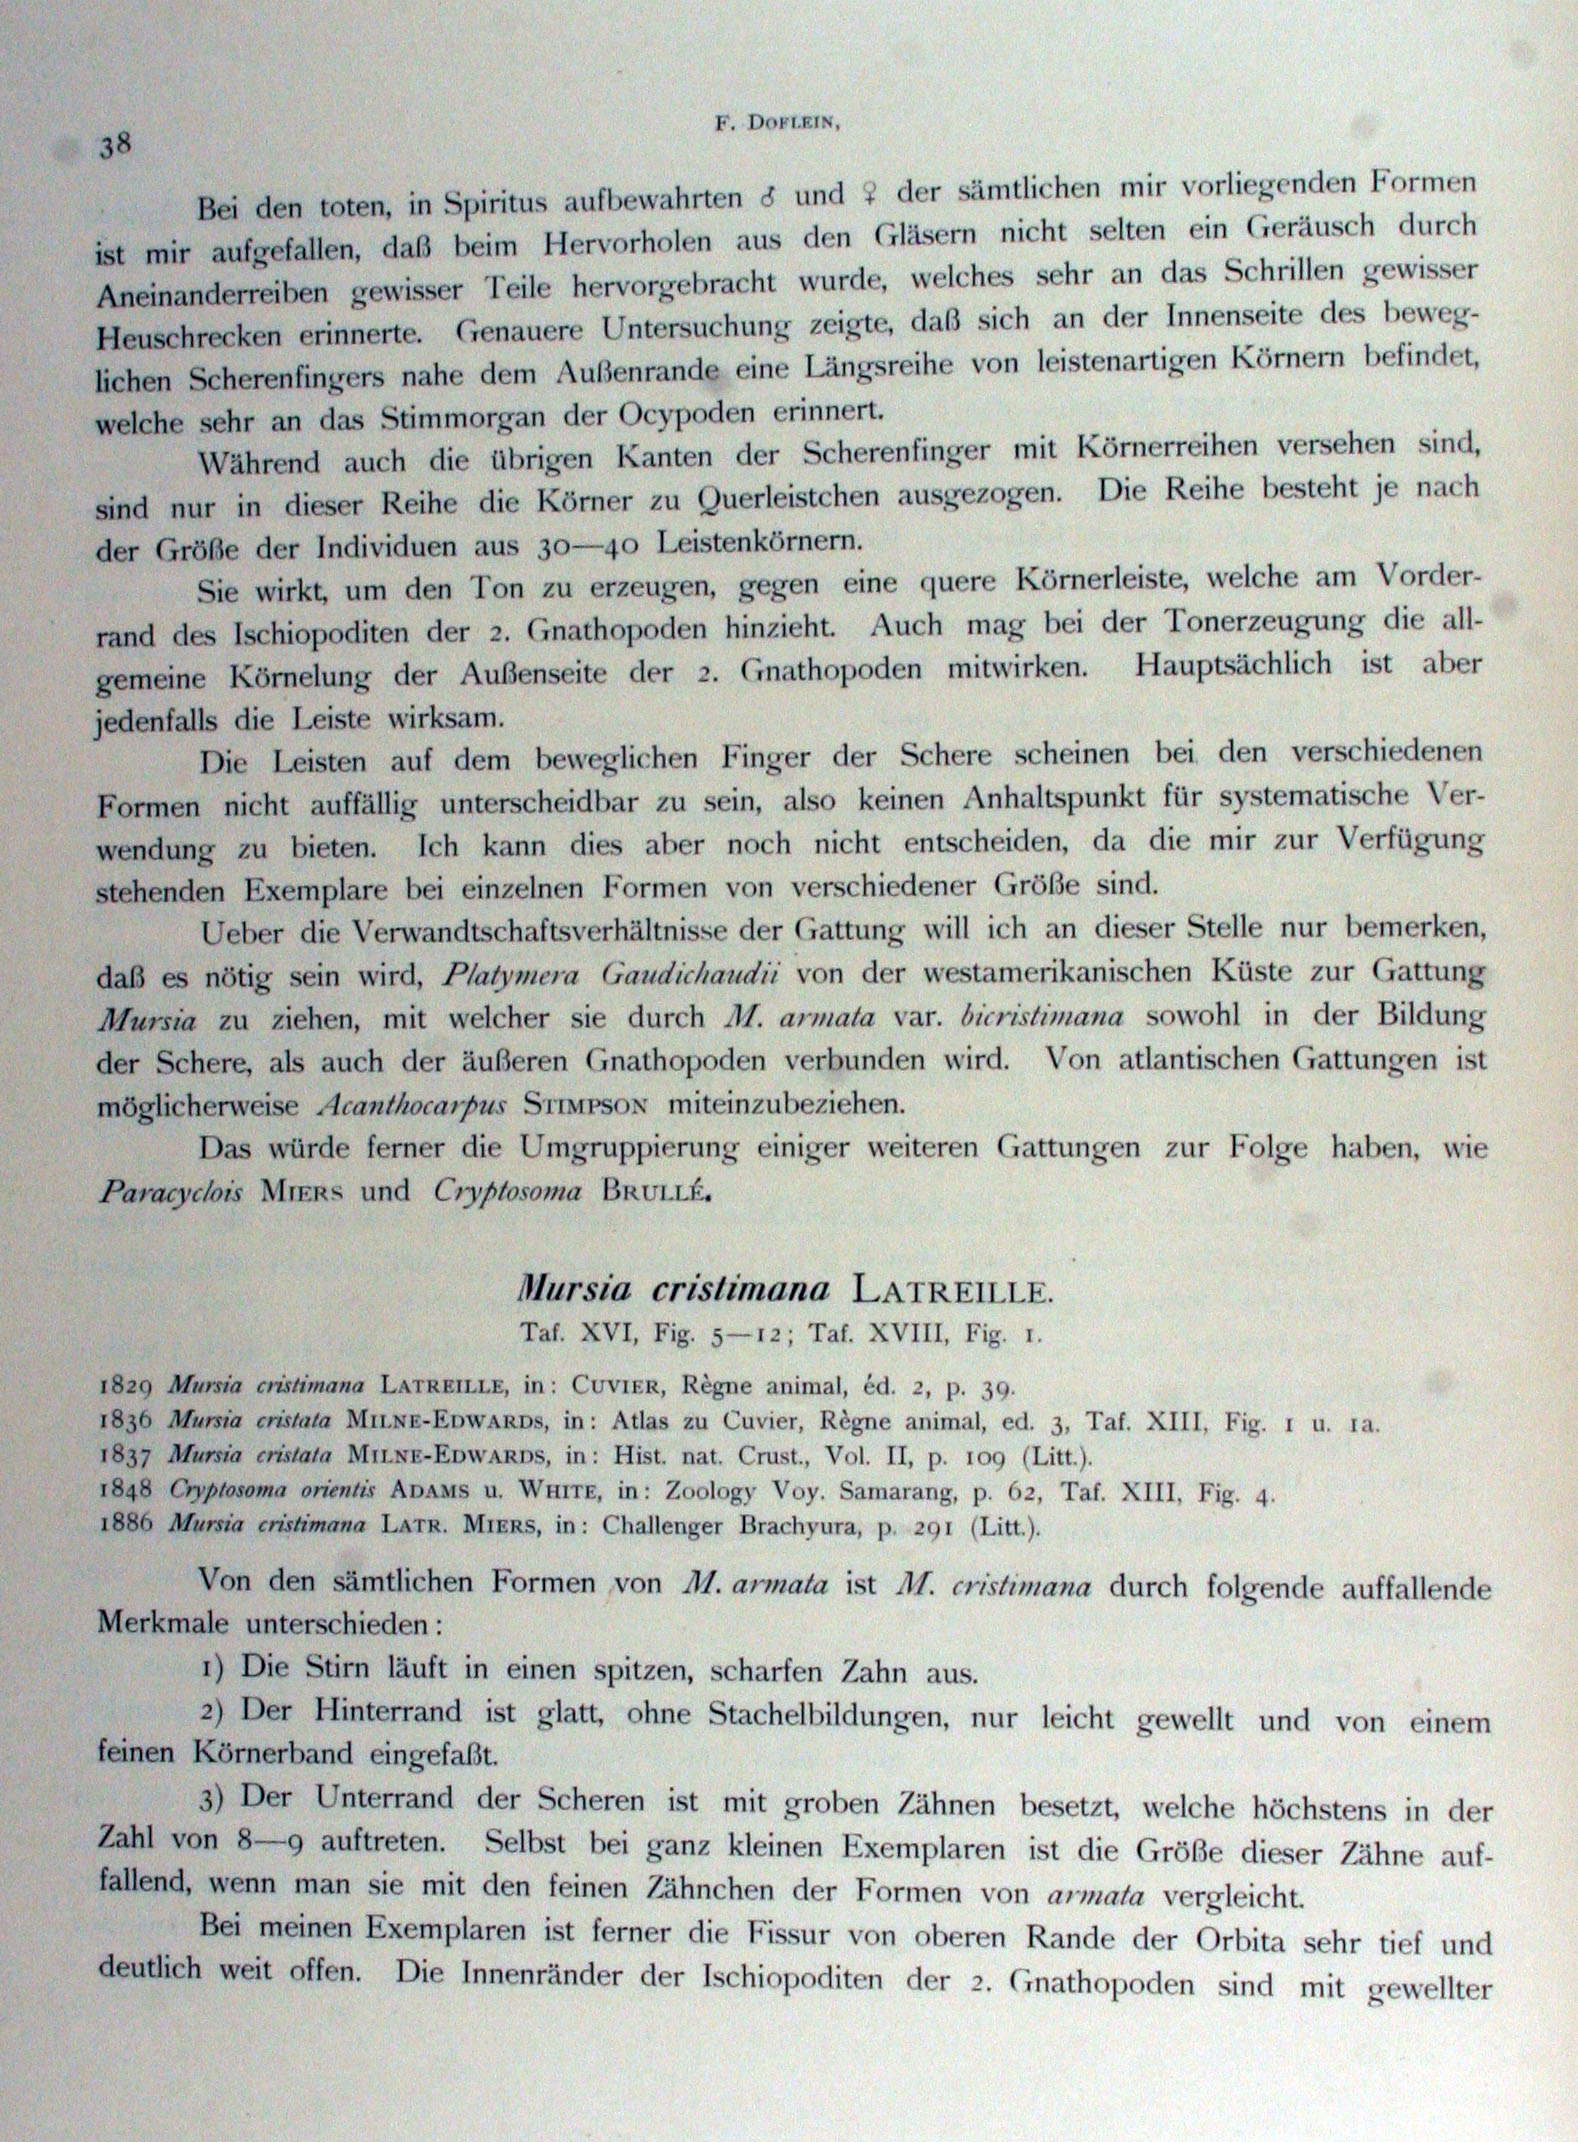 38
F. DOFLEIN,
Bei den toten, in Spiritus aufbewahrten ♂ und ♀ der sämtlichen mir vorliegenden Formen
ist mir aufgefallen, daß beim Hervorholen aus den Gläsern nicht selten ein Geräusch durch
Aneinanderreiben gewisser Teile hervorgebracht wurde, welches sehr an das Schrillen gewisser
Heuschrecken erinnerte. Genauere Untersuchung zeigte, daß sich an der Innenseite des beweg-
lichen Scherenfingers nahe dem Außenrande eine Längsreihe von leistenartigen Körnern befindet,
welche sehr an das Stimmorgan der Ocypoden erinnert.
Während auch die übrigen Kanten der Scherenfinger mit Körnerreihen versehen sind,
sind nur in dieser Reihe die Körner zu Querleistchen ausgezogen. Die Reihe besteht je nach
der Größe der Individuen aus 30—40 Leistenkörnern.
Sie wirkt, um den Ton zu erzeugen, gegen eine quere Körnerleiste, welche am Vorder-
rand des Ischiopoditen der 2. Gnathopoden hinzieht. Auch mag bei der Tonerzeugung die all-
gemeine Körnelung der Außenseite der 2. Gnathopoden mitwirken. Hauptsächlich ist aber
jedenfalls die Leiste wirksam.
Die Leisten auf dem beweglichen Finger der Schere scheinen bei den verschiedenen
Formen nicht auffällig unterscheidbar zu sein, also keinen Anhaltspunkt für systematische Ver-
wendung zu bieten. Ich kann dies aber noch nicht entscheiden, da die mir zur Verfügung
stehenden Exemplare bei einzelnen Formen von verschiedener Größe sind.
Ueber die Verwandtschaftsverhältnisse der Gattung will ich an dieser Stelle nur bemerken,
daß es nötig sein wird, Platymera Gaudichaudii von der westamerikanischen Küste zur Gattung
Mursia zu ziehen, mit welcher sie durch M. armata var. bicristimana sowohl in der Bildung
der Schere, als auch der äußeren Gnathopoden verbunden wird. Von atlantischen Gattungen ist
möglicherweise Acanthocarpus STIMPSON miteinzubeziehen.
Das würde ferner die Umgruppierung einiger weiteren Gattungen zur Folge haben, wie
Paracyclois MIERS und Cryptosoma BRULLÉ.
Mursia cristimana LATREILLE.
Taf. XVI, Fig. 5—12; Taf. XVIII, Fig. 1.
1829 Mursia cristimana LATREILLE, in: CUVIER, Règne animal, éd. 2, p. 39.
1836 Mursia cristata MILNE-EDWARDS, in: Atlas zu Cuvier, Règne animal, ed. 3, Taf. XIII, Fig. 1 u. 1a.
1837 Mursia cristata MILNE-EDWARDS, in: Hist. nat. Crust., Vol. II, p. 109 (Litt.).
1848 Cryptosoma orientis ADAMS u. WHITE, in: Zoology Voy. Samarang, p. 62, Taf. XIII, Fig. 4.
1886 Mursia cristimana LATR. MIERS, in: Challenger Brachyura, p. 291 (Litt.).
Von den sämtlichen Formen von M. armata ist M. cristimana durch folgende auffallende
Merkmale unterschieden:
1) Die Stirn läuft in einen spitzen, scharfen Zahn aus.
2) Der Hinterrand ist glatt, ohne Stachelbildungen, nur leicht gewellt und von einem
feinen Körnerband eingefaßt.
3) Der Unterrand der Scheren ist mit groben Zähnen besetzt, welche höchstens in der
Zahl von 8—9 auftreten. Selbst bei ganz kleinen Exemplaren ist die Größe dieser Zähne auf-
fallend, wenn man sie mit den feinen Zähnchen der Formen von armata vergleicht.
Bei meinen Exemplaren ist ferner die Fissur von oberen Rande der Orbita sehr tief und
deutlich weit offen. Die Innenränder der Ischiopoditen der 2. Gnathopoden sind mit gewellter